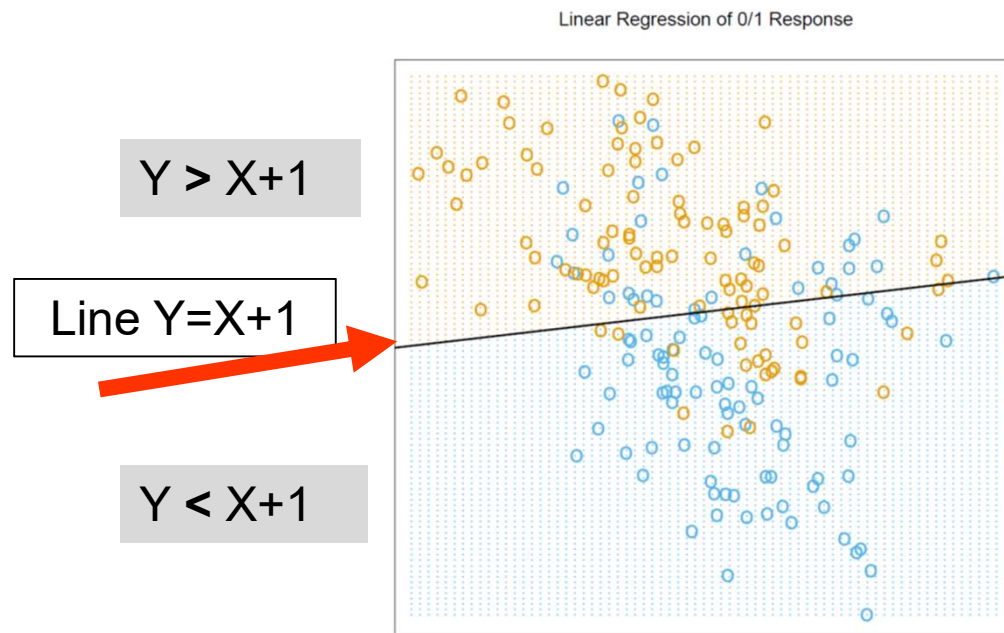 Linear Regression of 0/1 Response
Y > X+1
Line Y=X+1
Y < X+1